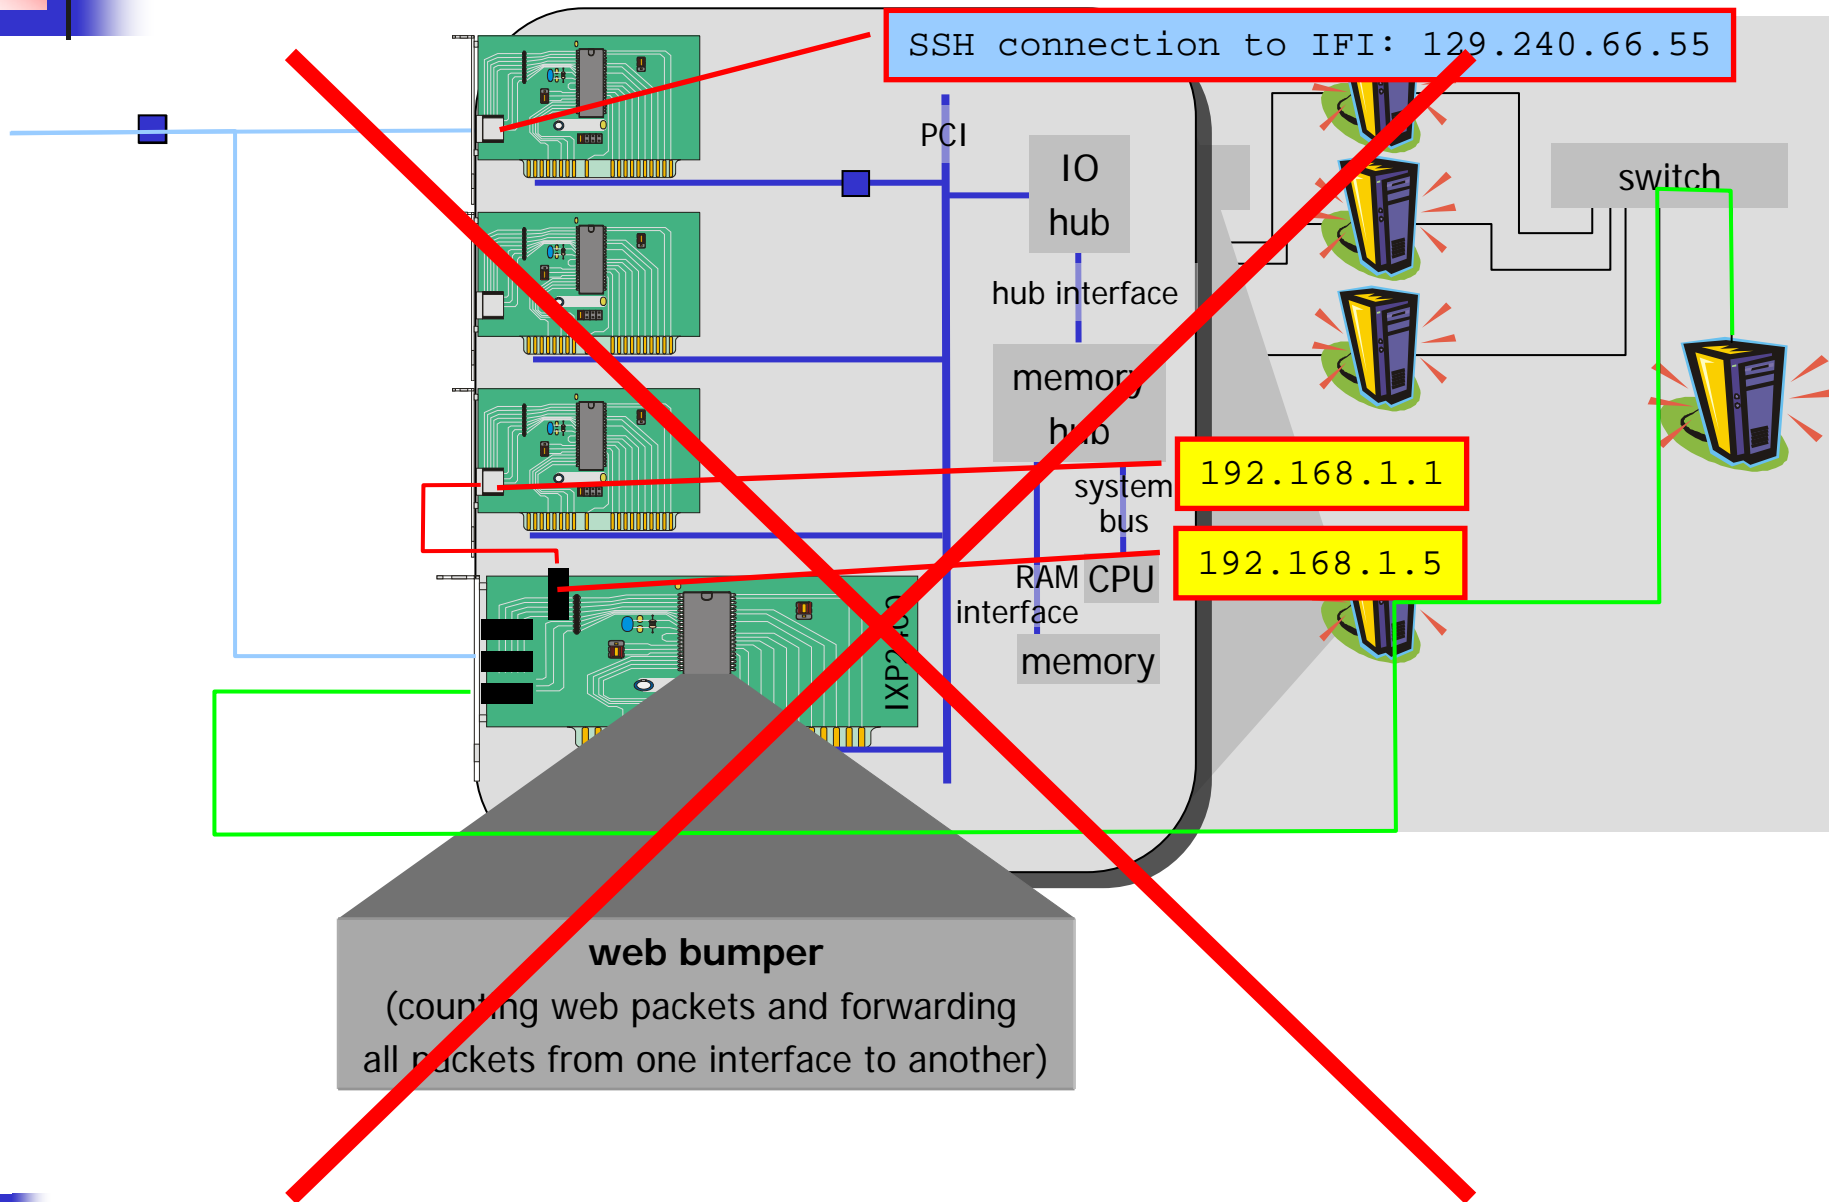 SSH connection to IFI: 129.240.66.55
PCI
IO
hub
switch
hub interface
memory
hub
192.168.1.1
system
bus
192.168.1.5
RAM
interface
CPU
memory
IXP2400
web bumper
(counting web packets and forwarding
all packets from one interface to another)